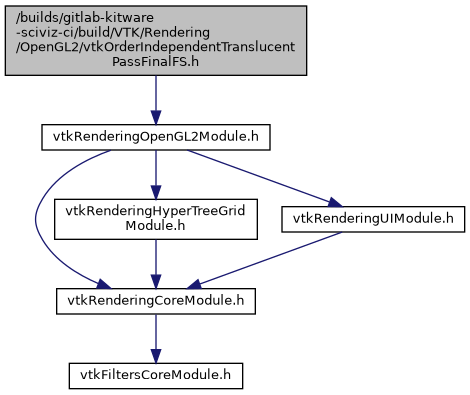 /builds/gitlab-kitware
-sciviz-ci/build/VTK/Rendering
/OpenGL2/vtkOrderIndependentTranslucent
PassFinalFS.h
vtkRenderingOpenGL2Module.h
vtkRenderingHyperTreeGrid
Module.h
vtkRenderingUIModule.h
vtkRenderingCoreModule.h
vtkFiltersCoreModule.h